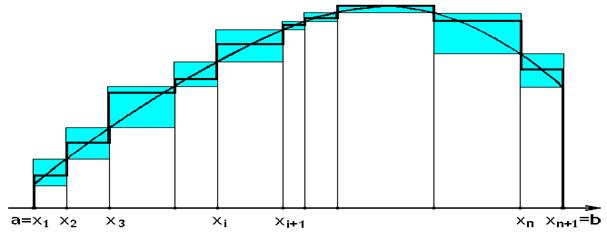 a=x₁ x₂ x₃ xᵢ xᵢ₊₁ xₙ xₙ₊₁=b